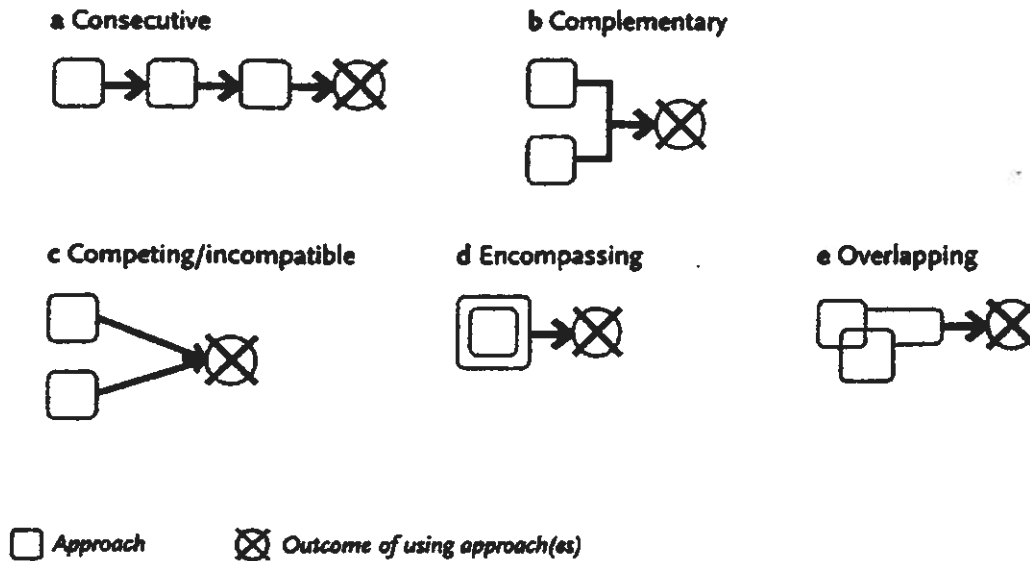 a Consecutive
b Complementary
c Competing/incompatible
d Encompassing
e Overlapping
Approach
Outcome of using approach(es)